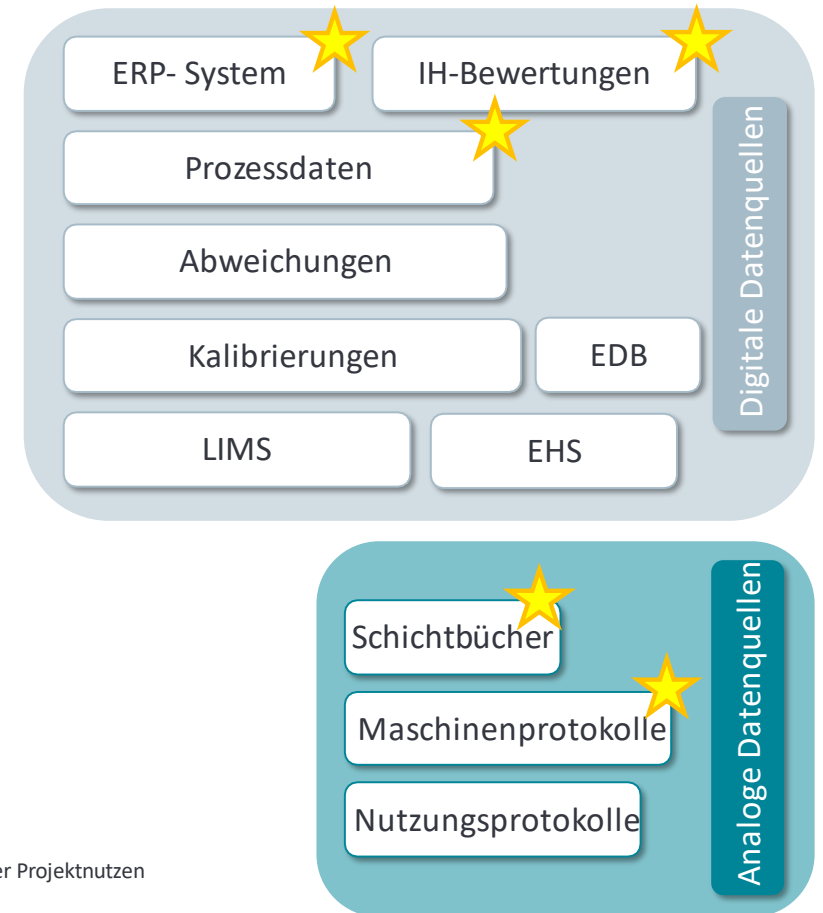 ERP- System
IH-Bewertungen
Prozessdaten
Abweichungen
Kalibrierungen
EDB
LIMS
EHS
Digitale Datenquellen
Schichtbücher
Maschinenprotokolle
Nutzungsprotokolle
Analoge Datenquellen
er Projektnutzen